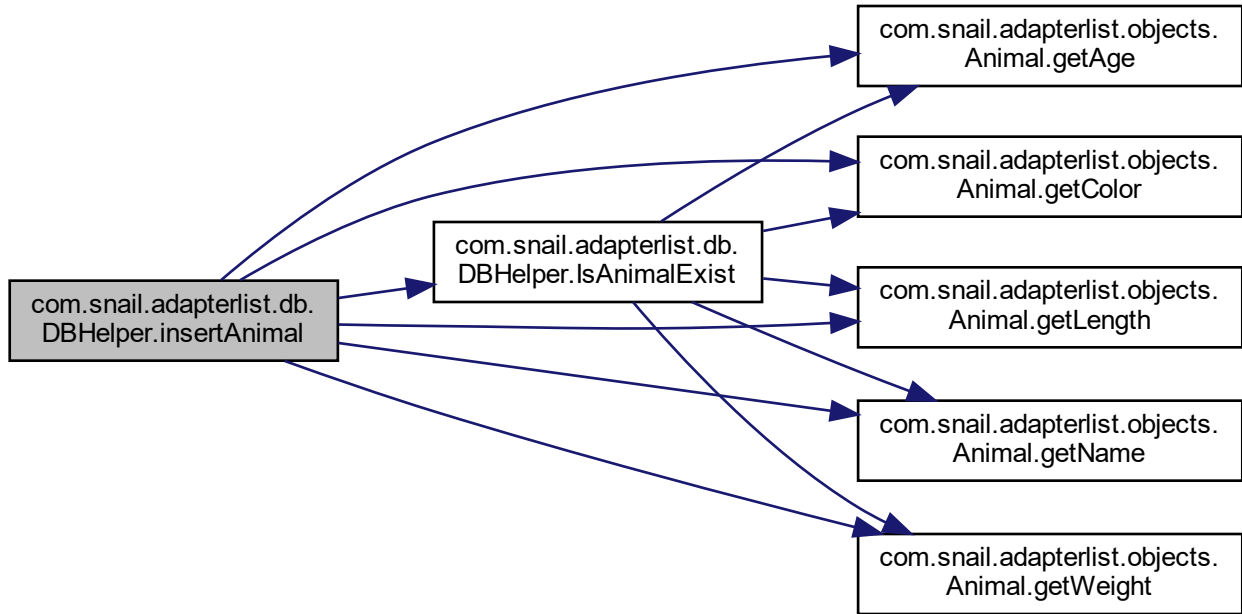 com.snail.adapterlist.db.
DBHelper.insertAnimal
com.snail.adapterlist.db.
DBHelper.IsAnimalExist
com.snail.adapterlist.objects.
Animal.getAge
com.snail.adapterlist.objects.
Animal.getColor
com.snail.adapterlist.objects.
Animal.getLength
com.snail.adapterlist.objects.
Animal.getName
com.snail.adapterlist.objects.
Animal.getWeight